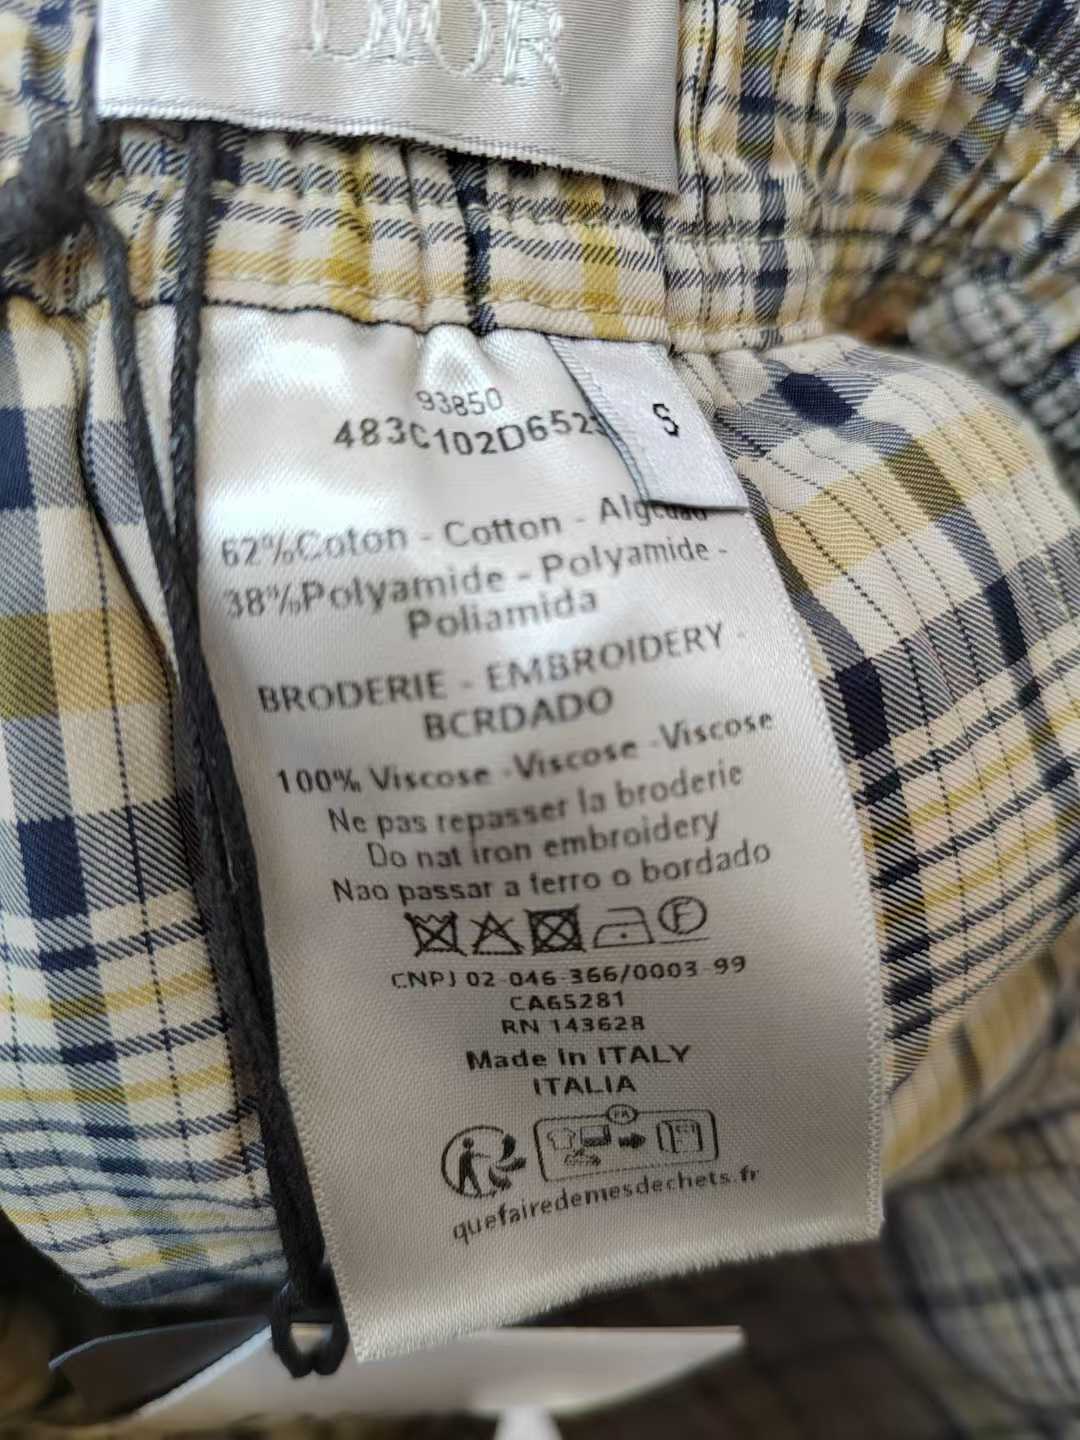 DIOR
93850
483C102D652
S
62%Coton - Cotton -
38%Polyamide - Polyamide -
Poliamida
BRODERIE - EMBROIDERY -
BCRDADO
100% Viscose -Viscose -Viscose
Ne pas repasser la broderie
Do nat iron embroidery
Nao passar a ferro o bordado
F
CNPJ 02-046-366/0003-99
CA65281
RN 143628
Made In ITALY
ITALIA
FR
quefairedemesdechets.fr